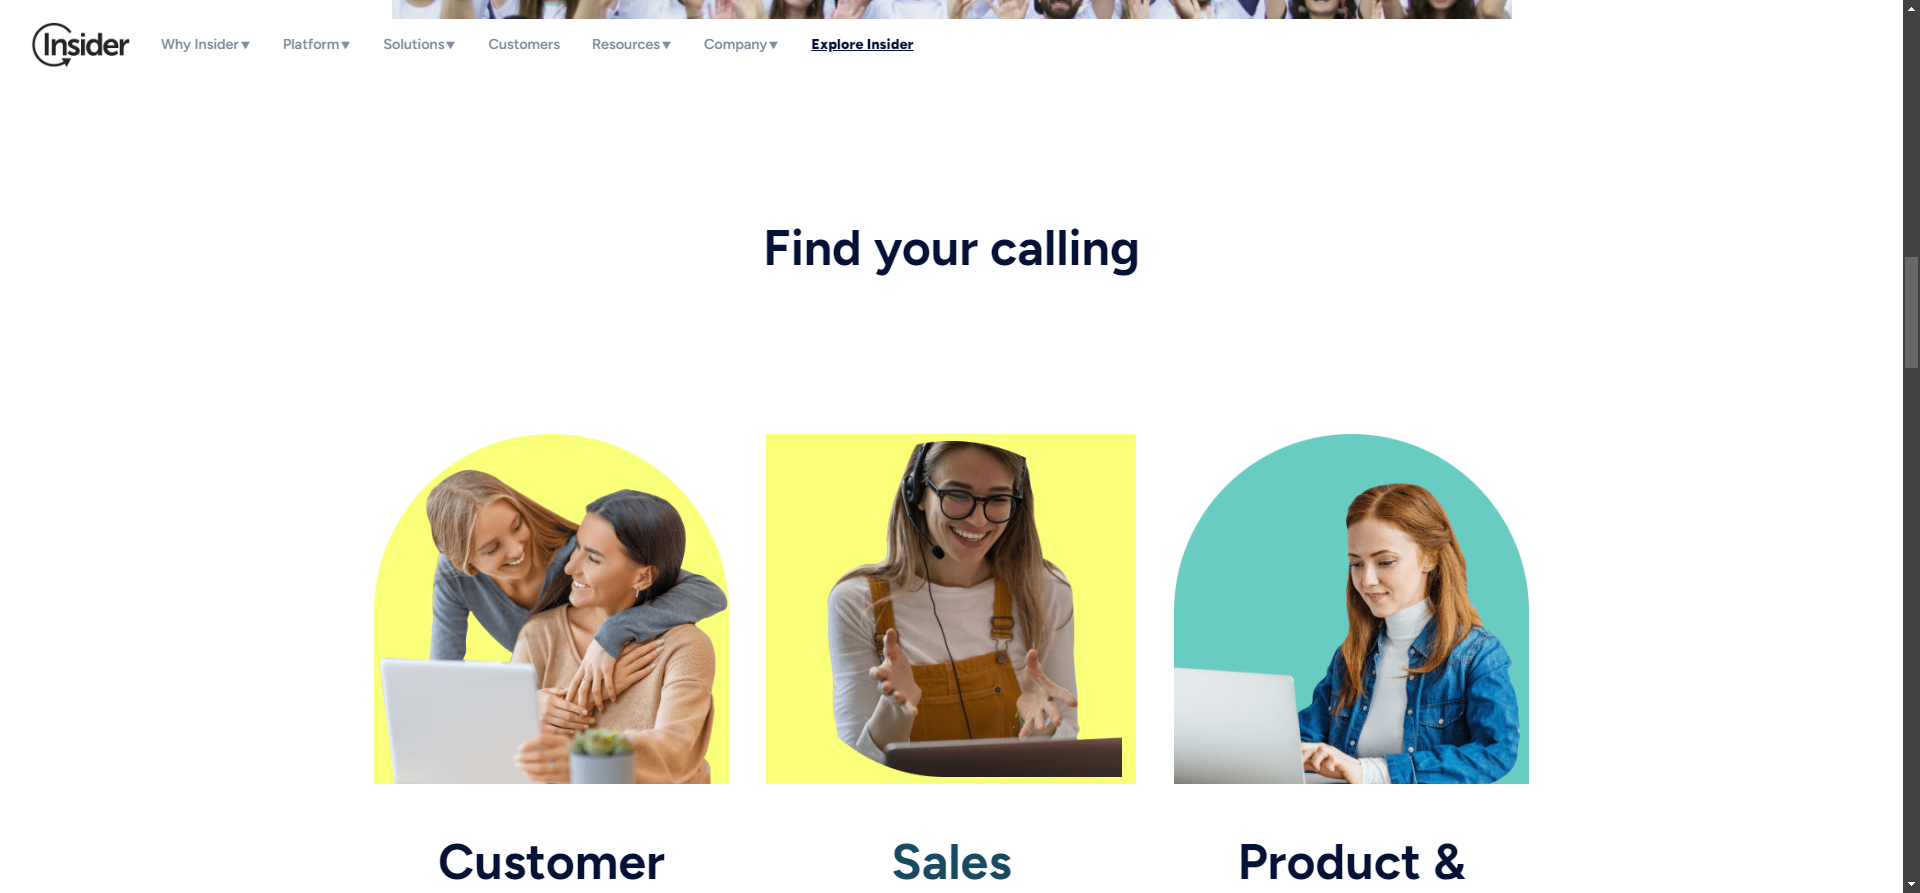 Insider
Why Insider▼ Platform▼ Solutions▼ Customers Resources▼ Company▼ Explore Insider
Find your calling
Customer
Sales
Product &